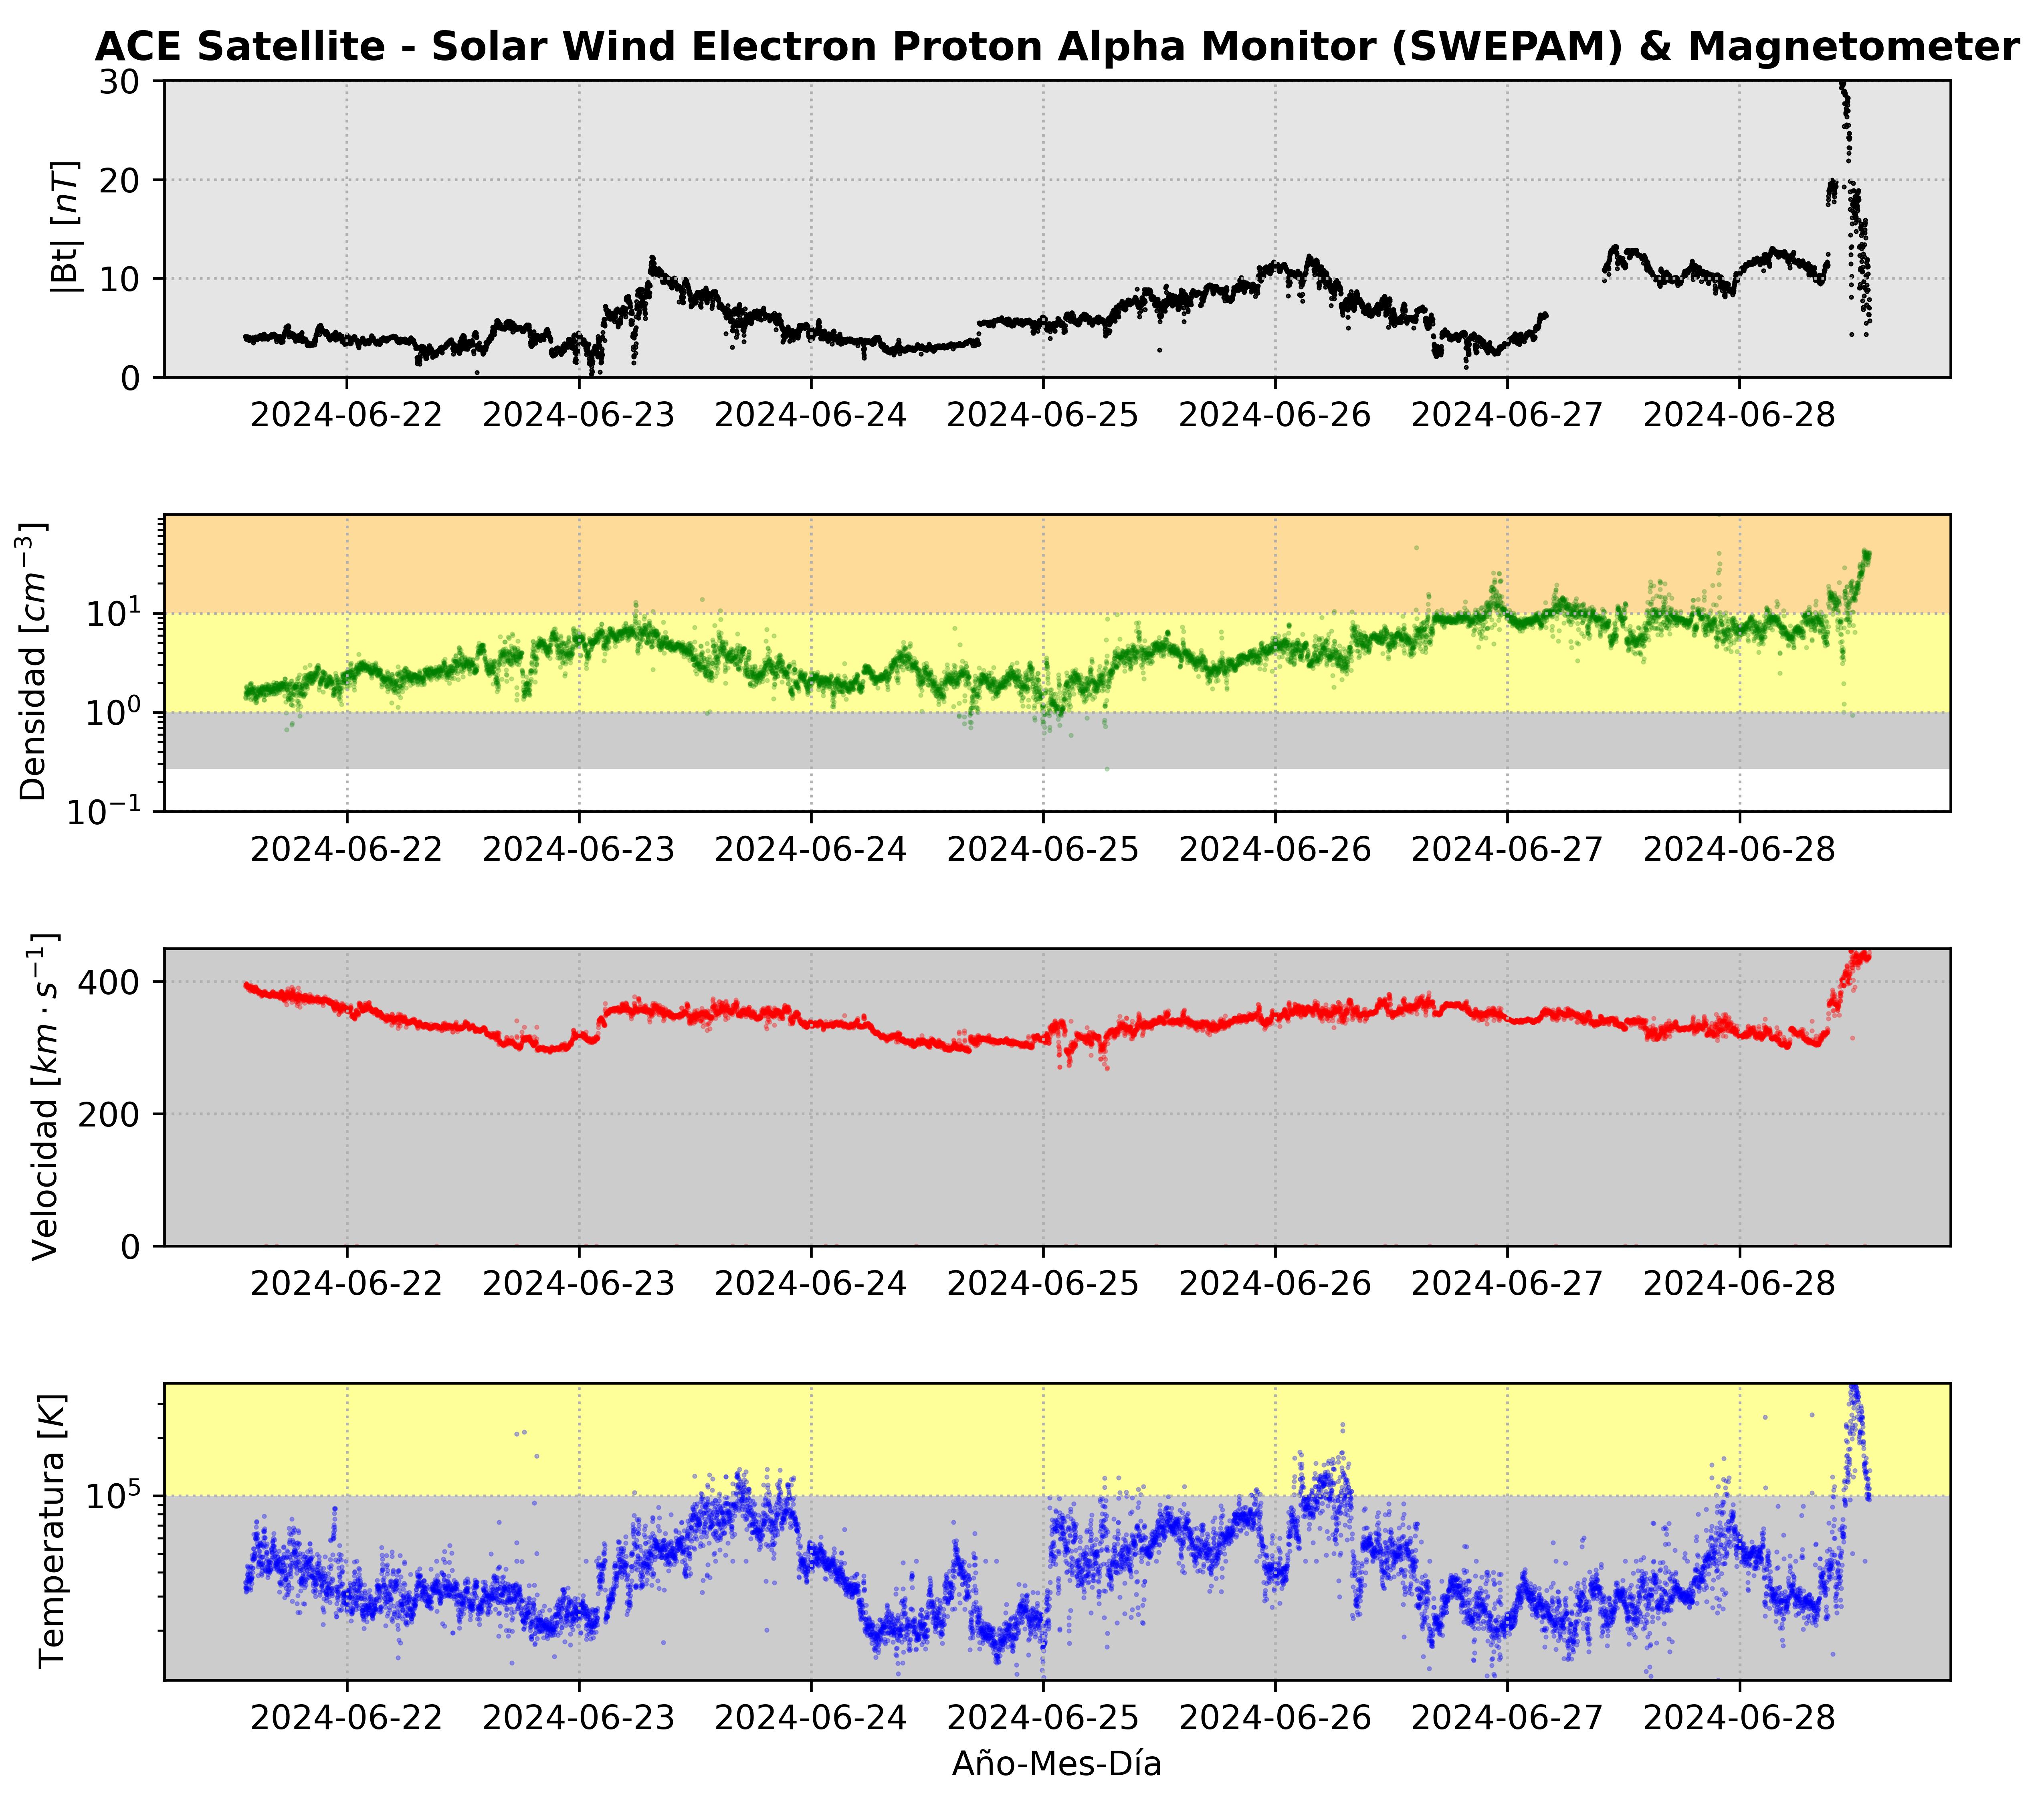 ACE Satellite - Solar Wind Electron Proton Alpha Monitor (SWEPAM) & Magnetometer
|Bt| [nT]
30
20
10
0
2024-06-22 2024-06-23 2024-06-24 2024-06-25 2024-06-26 2024-06-27 2024-06-28
Densidad [cm⁻³]
10¹
10⁰
10⁻¹
2024-06-22 2024-06-23 2024-06-24 2024-06-25 2024-06-26 2024-06-27 2024-06-28
Velocidad [km · s⁻¹]
400
200
0
2024-06-22 2024-06-23 2024-06-24 2024-06-25 2024-06-26 2024-06-27 2024-06-28
Temperatura [K]
10⁵
2024-06-22 2024-06-23 2024-06-24 2024-06-25 2024-06-26 2024-06-27 2024-06-28
Año-Mes-Día